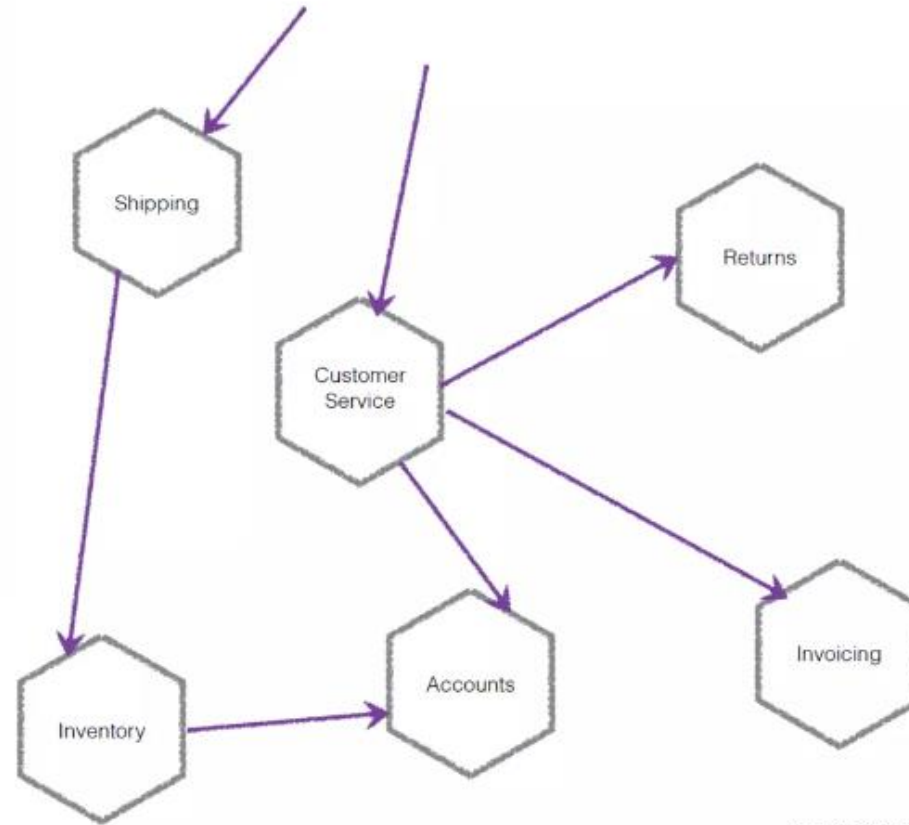 Shipping
Returns
Customer
Service
Invoicing
Accounts
Inventory